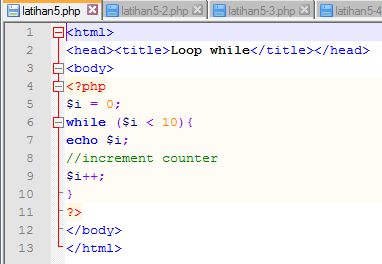 latihan5.php latihan5-2.php latihan5-3.php latihan5-4
1 <html>
2 <head><title>Loop while</title></head>
3 <body>
4 <?php
5 $i = 0;
6 while ($i < 10){
7 echo $i;
8 //increment counter
9 $i++;
10 }
11 ?>
12 </body>
13 </html>